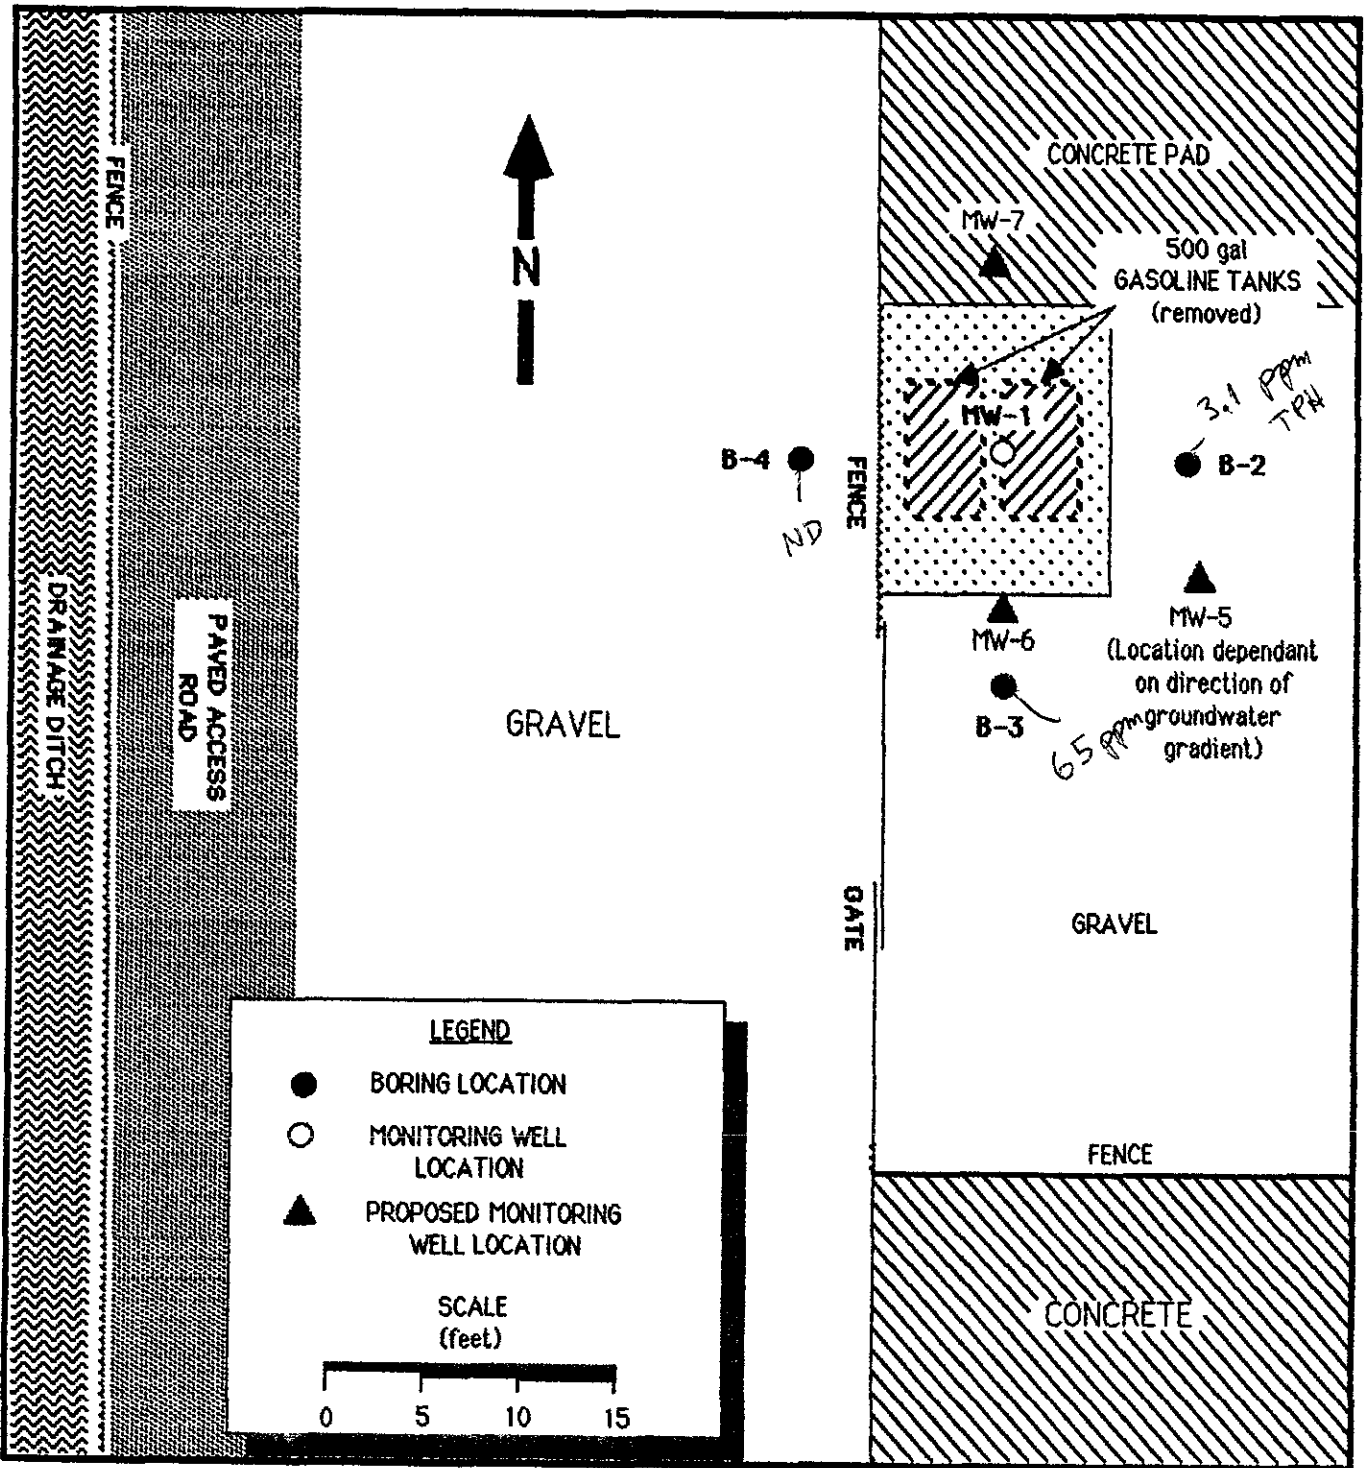 FENCE
CONCRETE PAD
MW-7
500 gal
GASOLINE TANKS
(removed)
N
3.1 ppm
TPH
MW-1
B-4
FENCE
B-2
ND
MW-5
(Location dependant
on direction of
groundwater
gradient)
MW-6
B-3
65 ppm
DRAINAGE DITCH
PAVED ACCESS
ROAD
GRAVEL
GATE
GRAVEL
LEGEND
BORING LOCATION
MONITORING WELL
LOCATION
PROPOSED MONITORING
WELL LOCATION
SCALE
(feet)
0 5 10 15
FENCE
CONCRETE